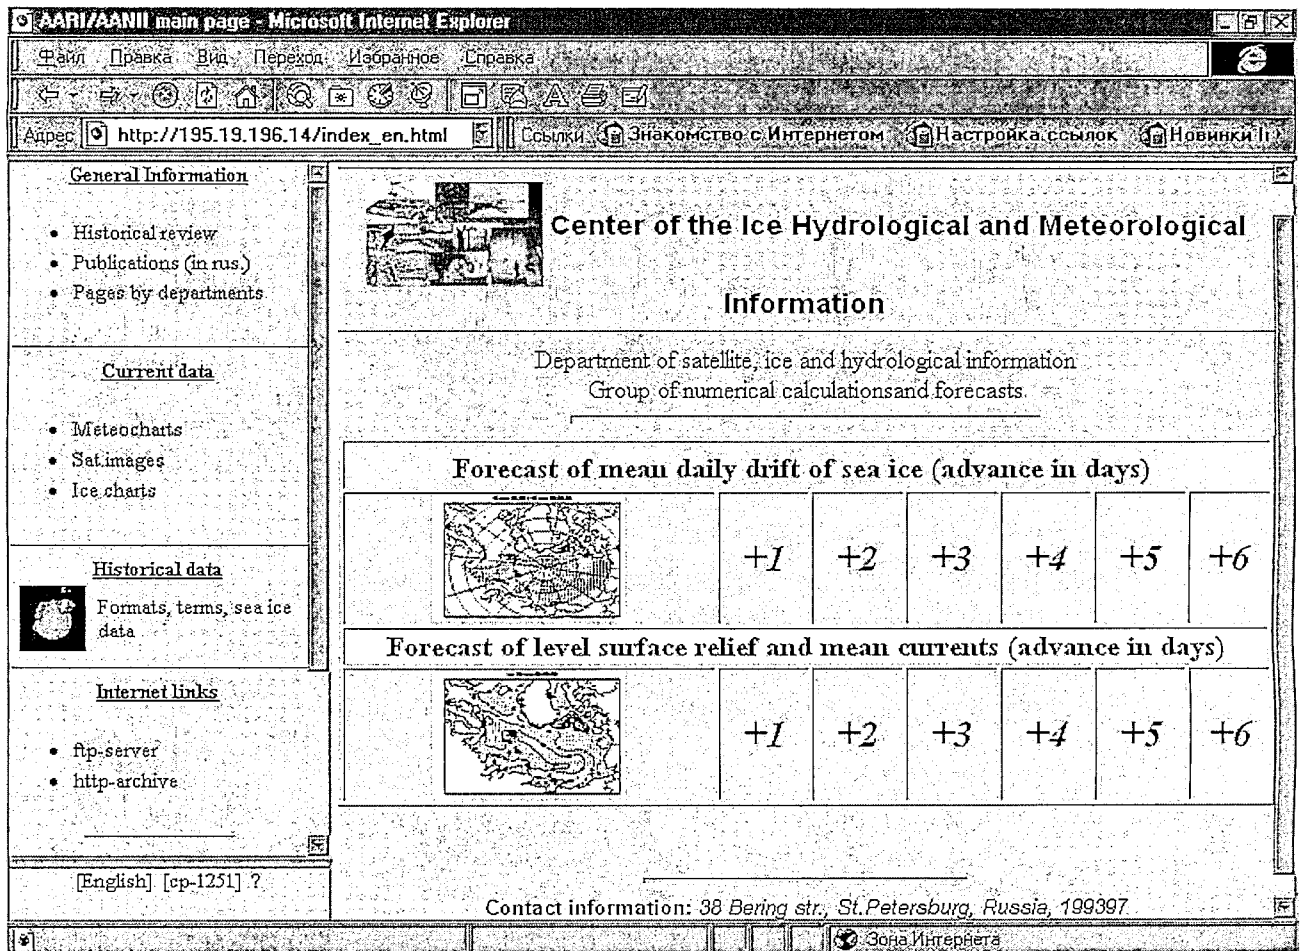 AARI/AANII main page - Microsoft Internet Explorer
Файл Правка Вид Переход Избранное Справка
Адрес http://195.19.196.14/index_en.html Ссылки Знакомство с Интернетом Настройка ссылок Новинки
General Information
• Historical review
• Publications (in rus.)
• Pages by departments
Current data
• Meteocharts
• Sat.images
• Ice charts
Historical data
Formats, terms, sea ice
data
Internet links
• ftp-server
• http-archive
[English] [cp-1251] ?
Center of the Ice Hydrological and Meteorological
Information
Department of satellite, ice and hydrological information
Group of numerical calculationsand forecasts.
Forecast of mean daily drift of sea ice (advance in days)
+1 +2 +3 +4 +5 +6
Forecast of level surface relief and mean currents (advance in days)
+1 +2 +3 +4 +5 +6
Contact information: 38 Bering str., St.Petersburg, Russia, 199397
Зона Интернета